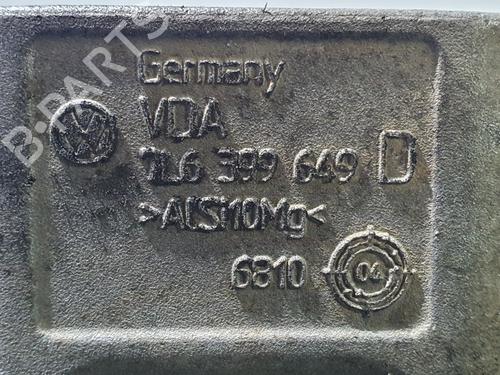 Germany
VDA
7L6 399 649 D
>AlSi10Mg<
6810 04
B-PARTS